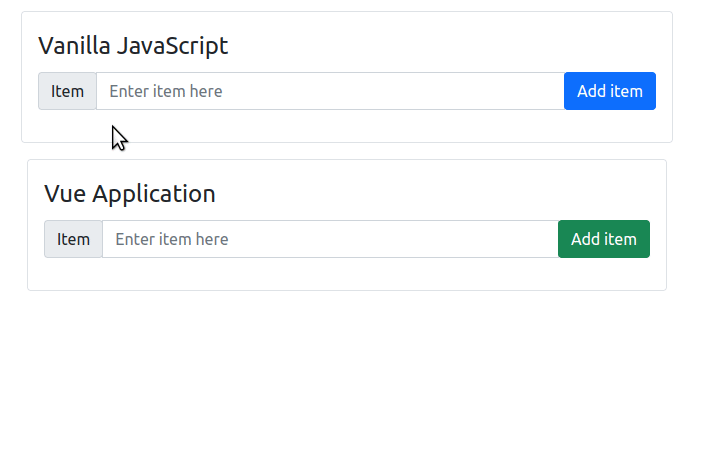 Vanilla JavaScript
Item Enter item here Add item
Vue Application
Item Enter item here Add item